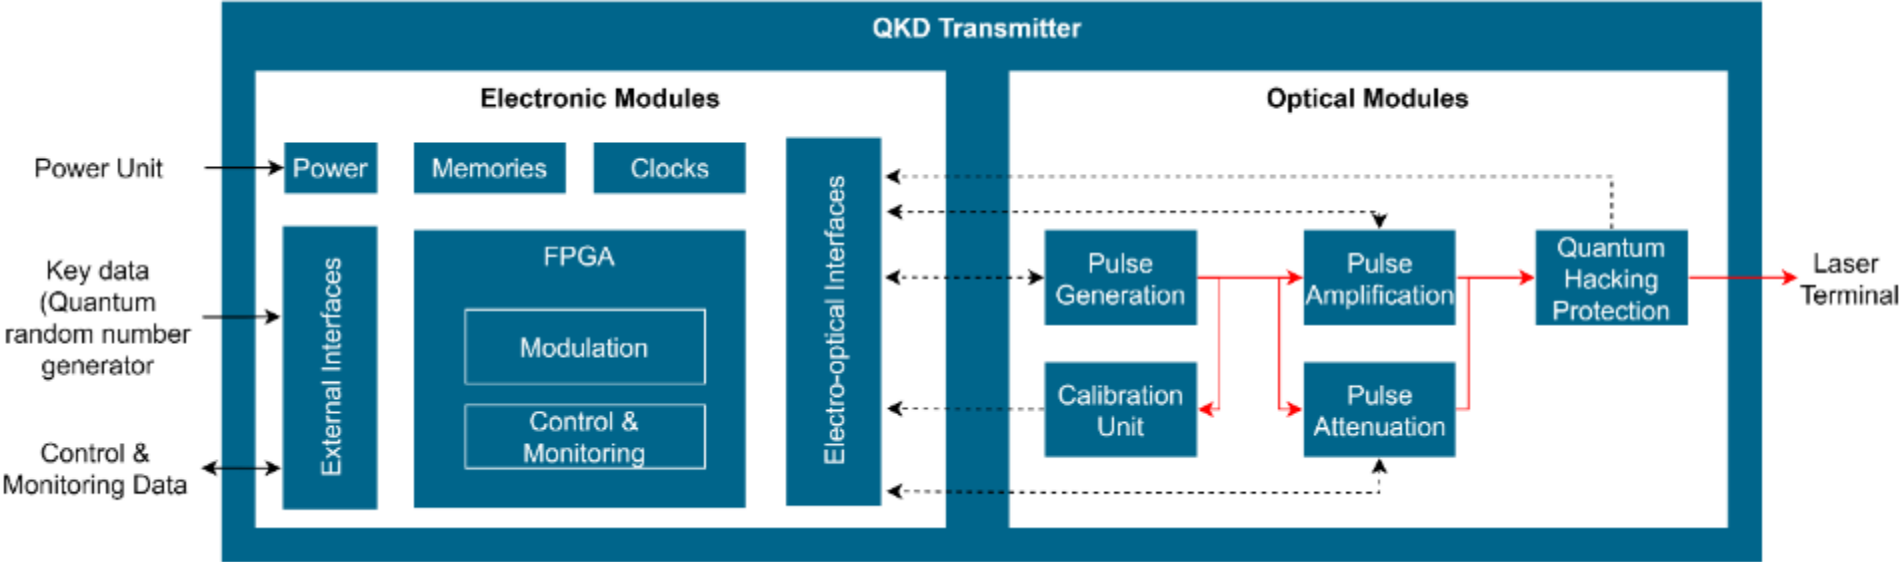 QKD Transmitter
Electronic Modules
Optical Modules
Power Unit
Power
Memories
Clocks
Key data
(Quantum
random number
generator
Control &
Monitoring Data
External Interfaces
FPGA
Modulation
Control &
Monitoring
Electro-optical Interfaces
Pulse
Generation
Calibration
Unit
Pulse
Amplification
Pulse
Attenuation
Quantum
Hacking
Protection
Laser
Terminal